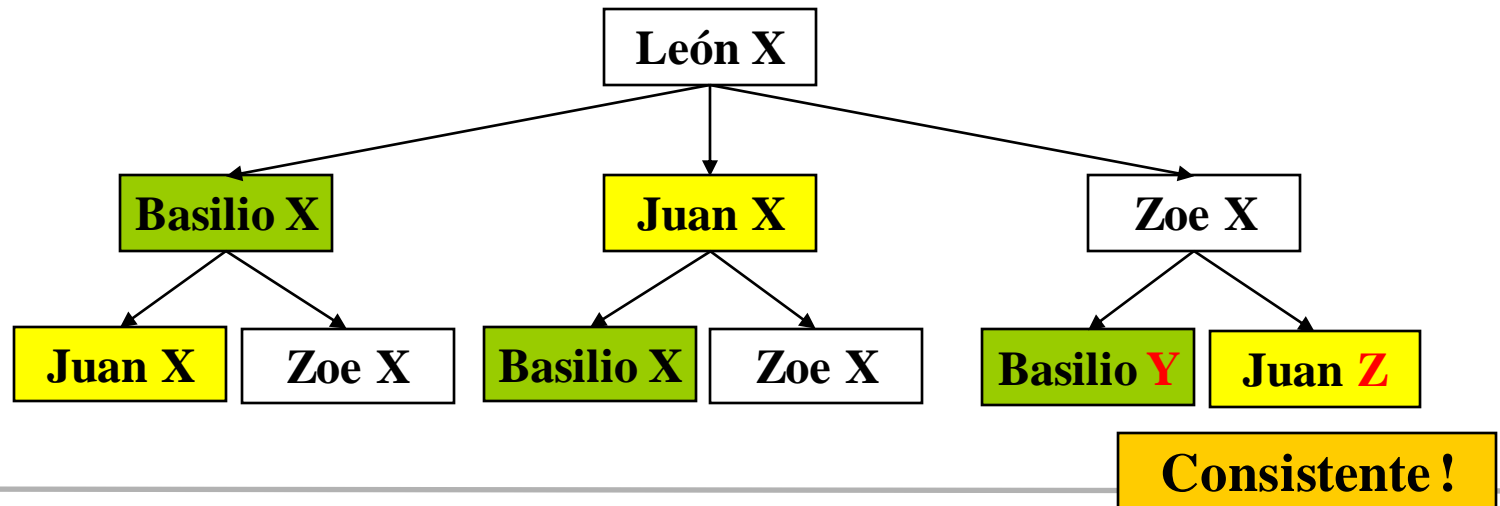 León X
Basilio X
Juan X
Zoe X
Juan X
Zoe X
Basilio X
Zoe X
Basilio Y
Juan Z
Consistente !